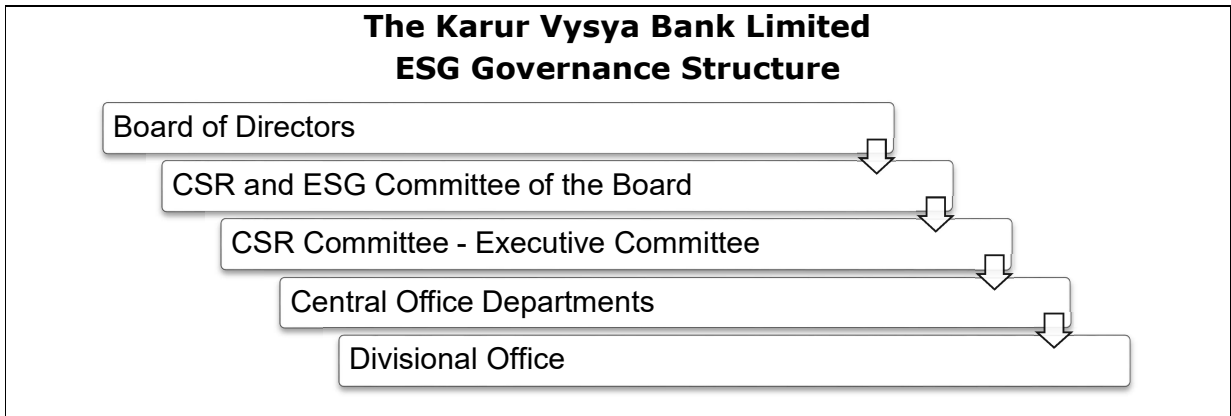 The Karur Vysya Bank Limited
ESG Governance Structure
Board of Directors
CSR and ESG Committee of the Board
CSR Committee - Executive Committee
Central Office Departments
Divisional Office